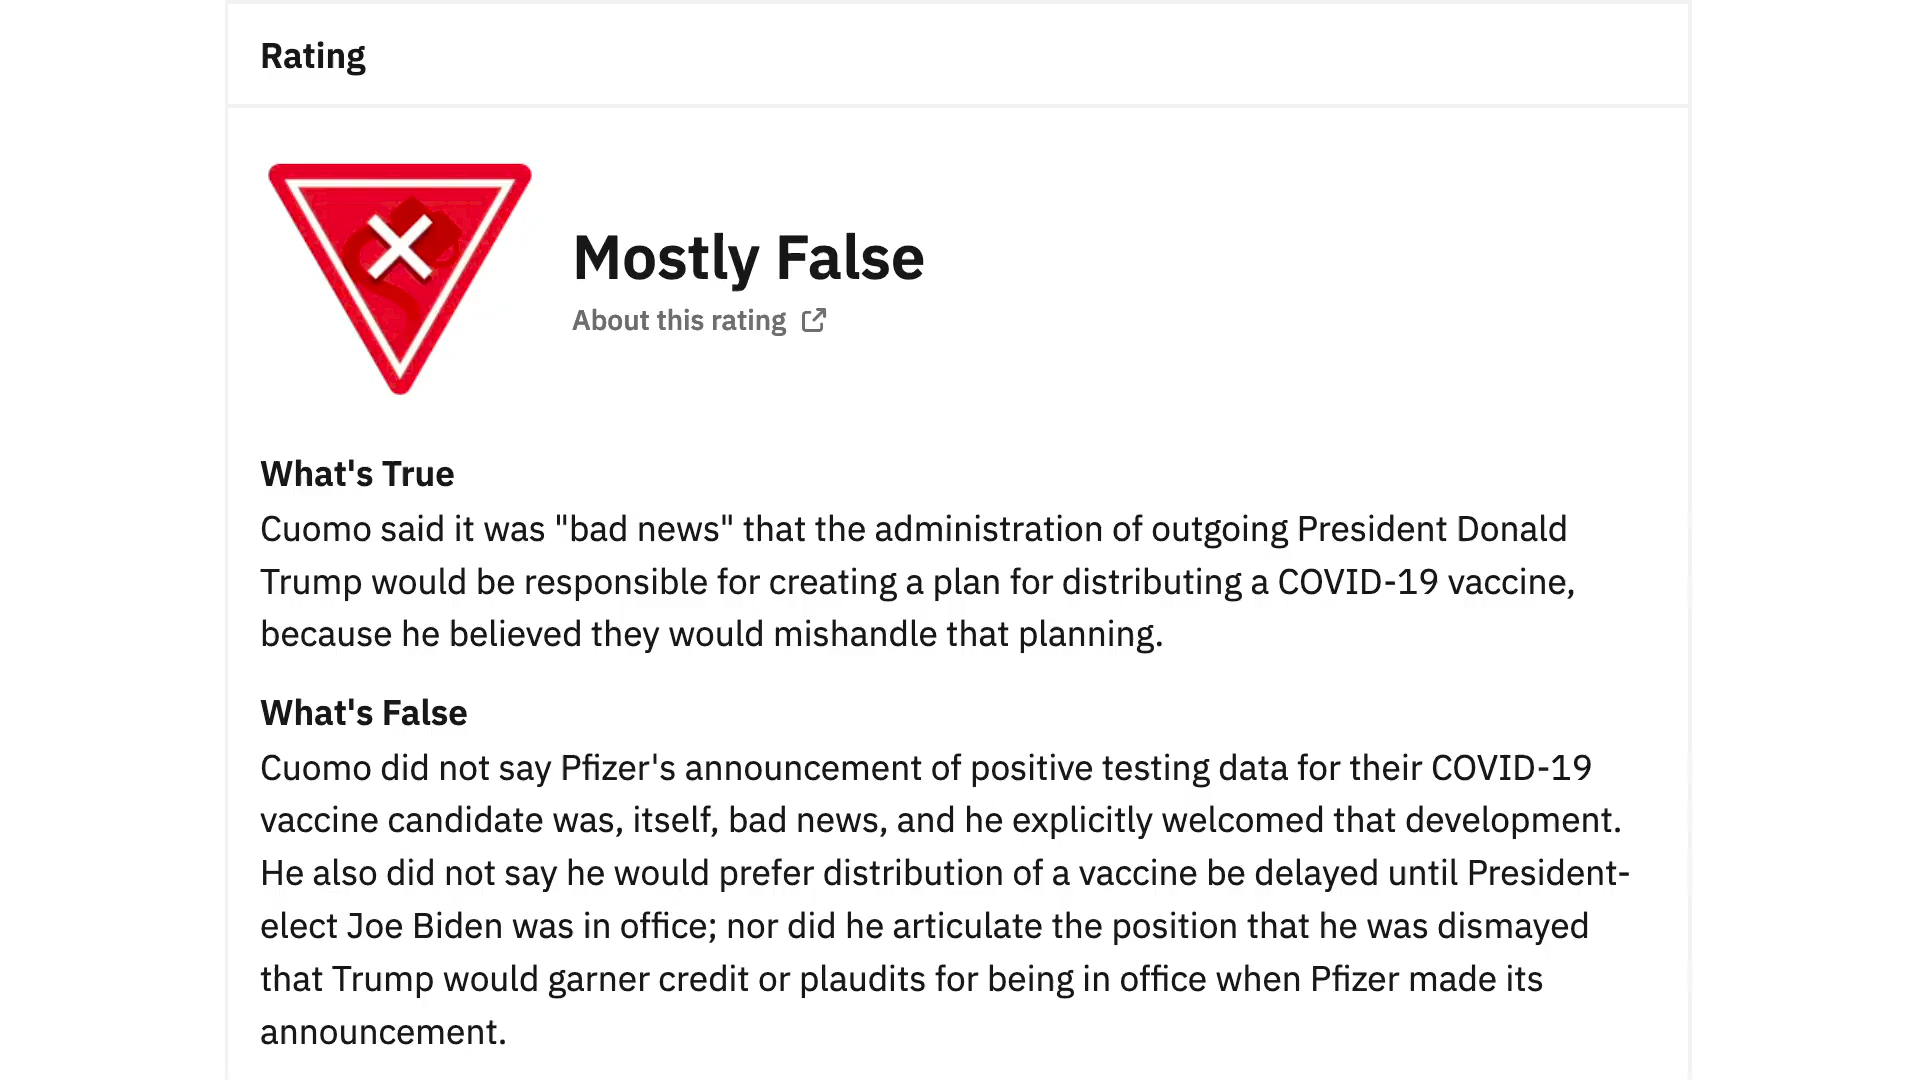 Rating
Mostly False
About this rating
What's True
Cuomo said it was "bad news" that the administration of outgoing President Donald
Trump would be responsible for creating a plan for distributing a COVID-19 vaccine,
because he believed they would mishandle that planning.
What's False
Cuomo did not say Pfizer's announcement of positive testing data for their COVID-19
vaccine candidate was, itself, bad news, and he explicitly welcomed that development.
He also did not say he would prefer distribution of a vaccine be delayed until President-
elect Joe Biden was in office; nor did he articulate the position that he was dismayed
that Trump would garner credit or plaudits for being in office when Pfizer made its
announcement.